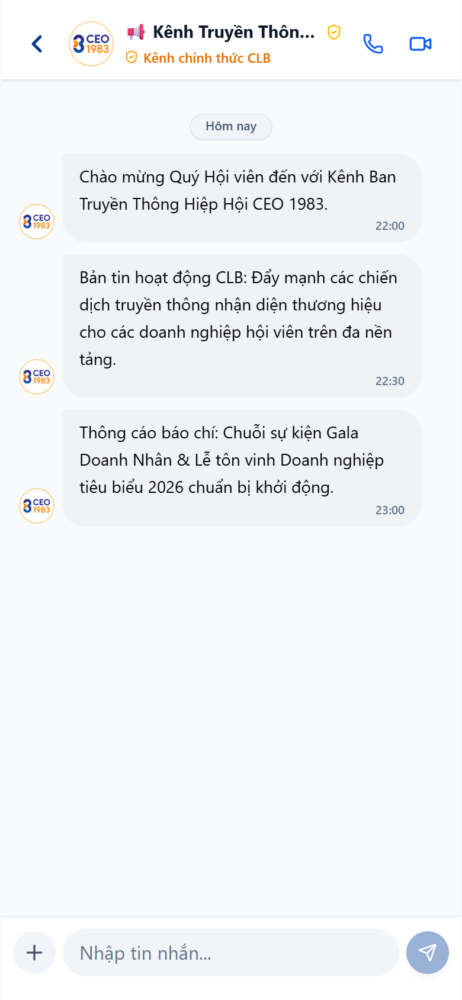 CEO
1983
Kênh Truyền Thôn...
Kênh chính thức CLB
Hôm nay
Chào mừng Quý Hội viên đến với Kênh Ban
Truyền Thông Hiệp Hội CEO 1983.
22:00
CEO
1983
Bản tin hoạt động CLB: Đẩy mạnh các chiến
dịch truyền thông nhận diện thương hiệu
cho các doanh nghiệp hội viên trên đa nền
tảng.
22:30
CEO
1983
Thông cáo báo chí: Chuỗi sự kiện Gala
Doanh Nhân & Lễ tôn vinh Doanh nghiệp
tiêu biểu 2026 chuẩn bị khởi động.
23:00
CEO
1983
Nhập tin nhắn...